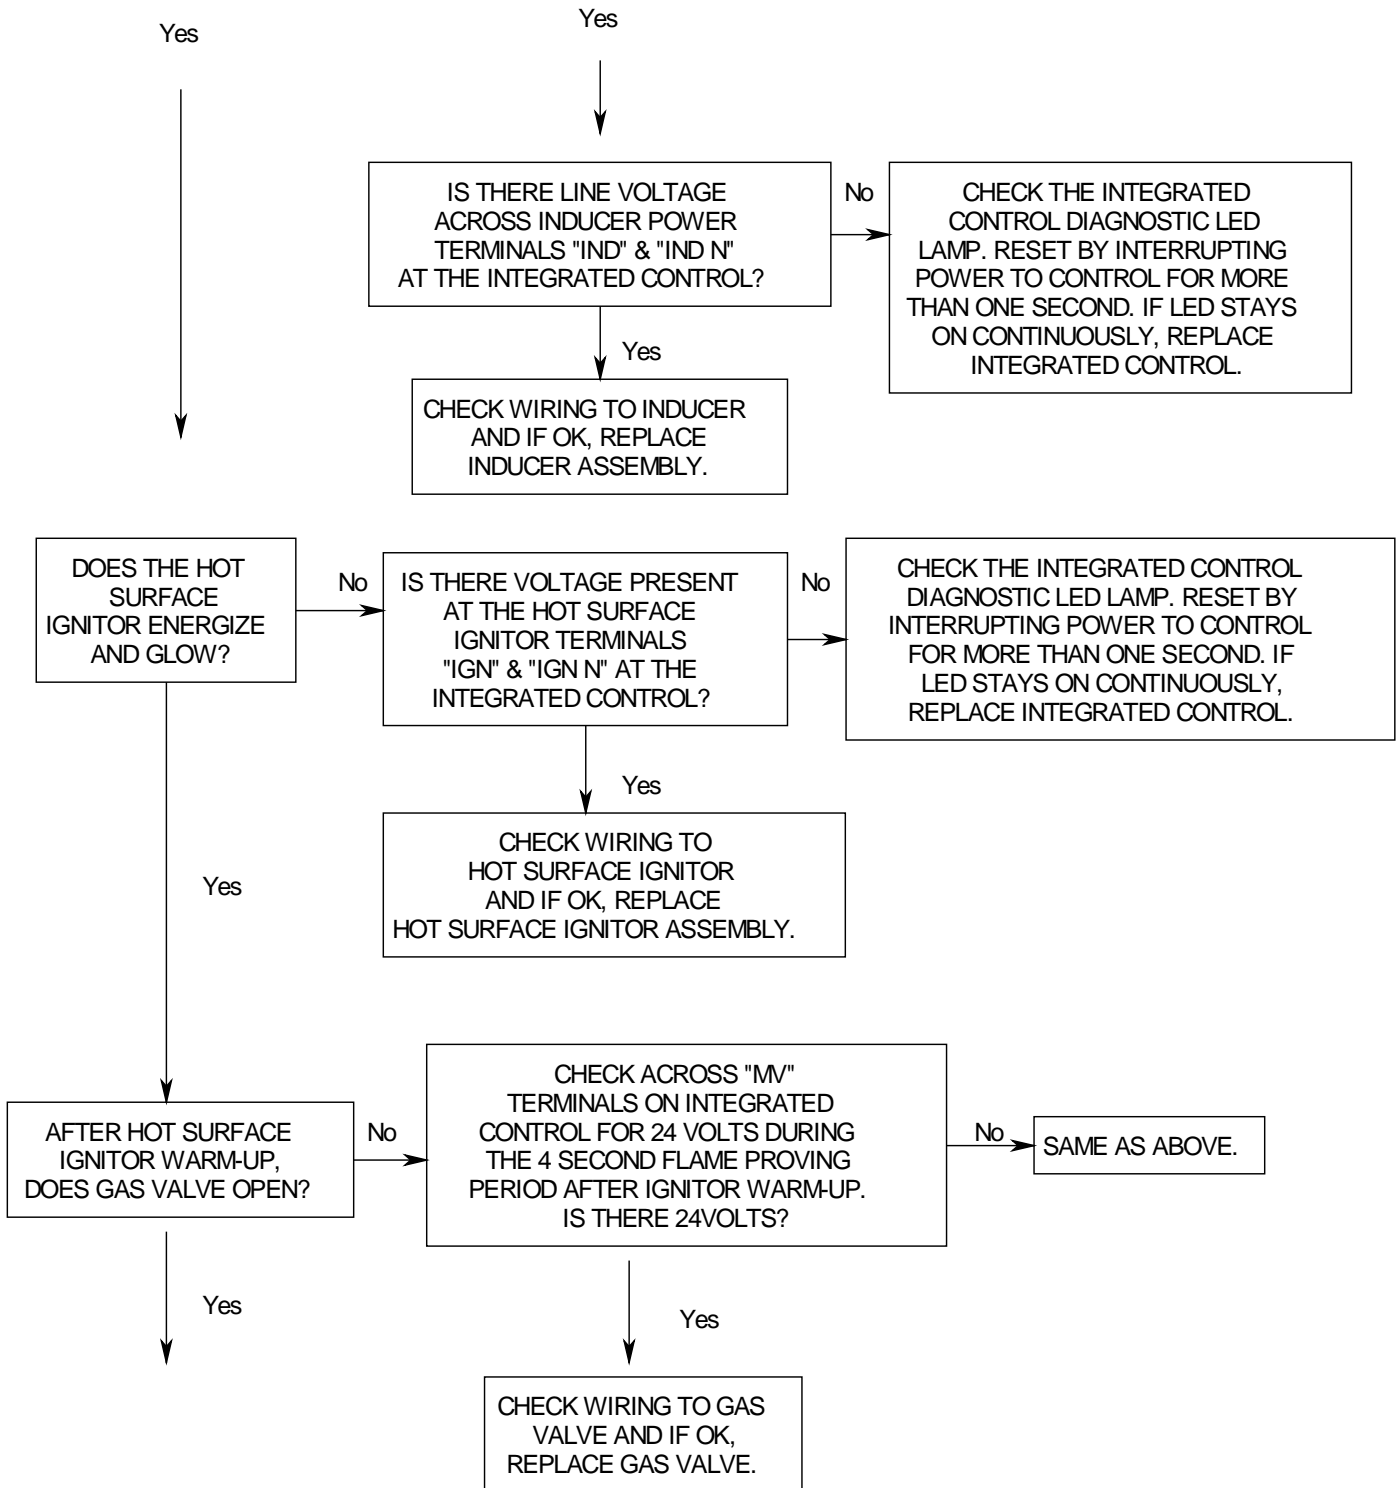 Yes
Yes
IS THERE LINE VOLTAGE
ACROSS INDUCER POWER
TERMINALS "IND" & "IND N"
AT THE INTEGRATED CONTROL?
No
CHECK THE INTEGRATED
CONTROL DIAGNOSTIC LED
LAMP. RESET BY INTERRUPTING
POWER TO CONTROL FOR MORE
THAN ONE SECOND. IF LED STAYS
ON CONTINUOUSLY, REPLACE
INTEGRATED CONTROL.
Yes
CHECK WIRING TO INDUCER
AND IF OK, REPLACE
INDUCER ASSEMBLY.
DOES THE HOT
SURFACE
IGNITOR ENERGIZE
AND GLOW?
No
IS THERE VOLTAGE PRESENT
AT THE HOT SURFACE
IGNITOR TERMINALS
"IGN" & "IGN N" AT THE
INTEGRATED CONTROL?
No
CHECK THE INTEGRATED CONTROL
DIAGNOSTIC LED LAMP. RESET BY
INTERRUPTING POWER TO CONTROL
FOR MORE THAN ONE SECOND. IF
LED STAYS ON CONTINUOUSLY,
REPLACE INTEGRATED CONTROL.
Yes
CHECK WIRING TO
HOT SURFACE IGNITOR
AND IF OK, REPLACE
HOT SURFACE IGNITOR ASSEMBLY.
Yes
AFTER HOT SURFACE
IGNITOR WARM-UP,
DOES GAS VALVE OPEN?
No
CHECK ACROSS "MV"
TERMINALS ON INTEGRATED
CONTROL FOR 24 VOLTS DURING
THE 4 SECOND FLAME PROVING
PERIOD AFTER IGNITOR WARM-UP.
IS THERE 24VOLTS?
No
SAME AS ABOVE.
Yes
Yes
CHECK WIRING TO GAS
VALVE AND IF OK,
REPLACE GAS VALVE.